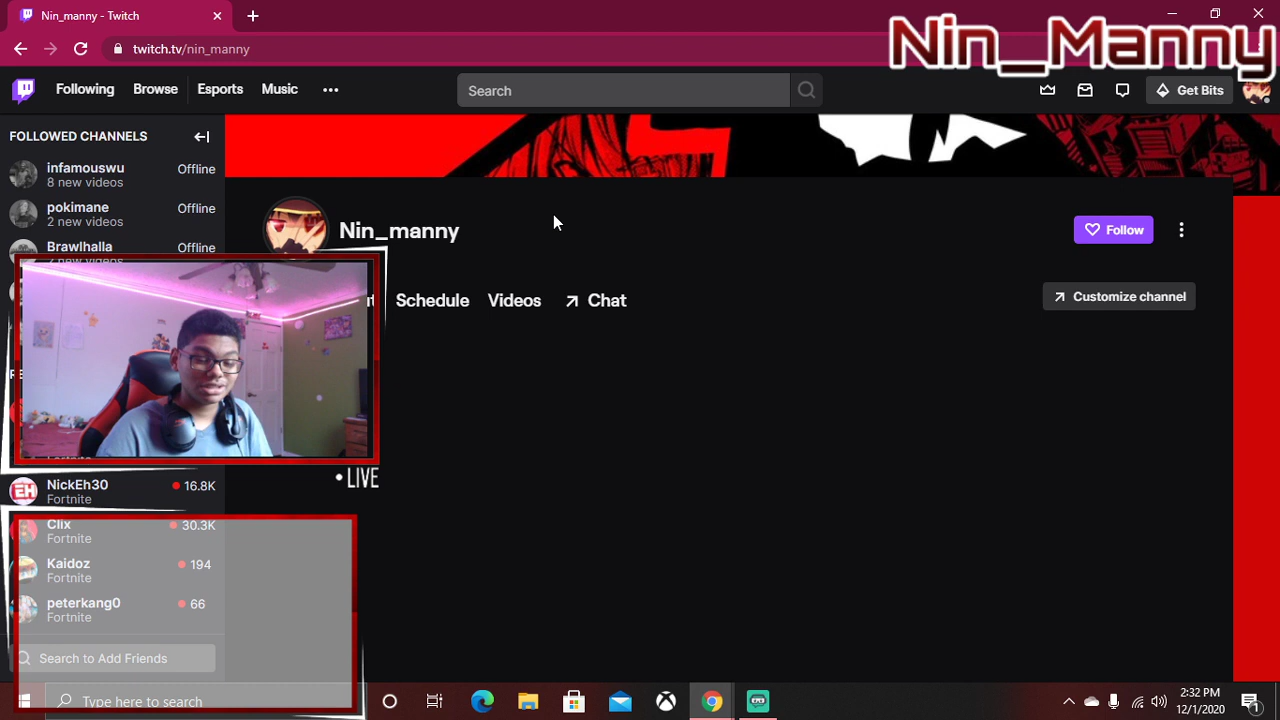 Nin_manny - Twitch
twitch.tv/nin_manny
Nin_Manny
Following Browse Esports Music
Search
Get Bits
FOLLOWED CHANNELS
infamouswu Offline
8 new videos
pokimane Offline
2 new videos
Brawlhalla Offline
Nin_manny
Follow
Schedule Videos Chat
Customize channel
• LIVE
NickEh30 16.8K
Fortnite
Clix 30.3K
Fortnite
Kaidoz 194
Fortnite
peterkang0 66
Fortnite
Search to Add Friends
Type here to search
2:32 PM
12/1/2020
1